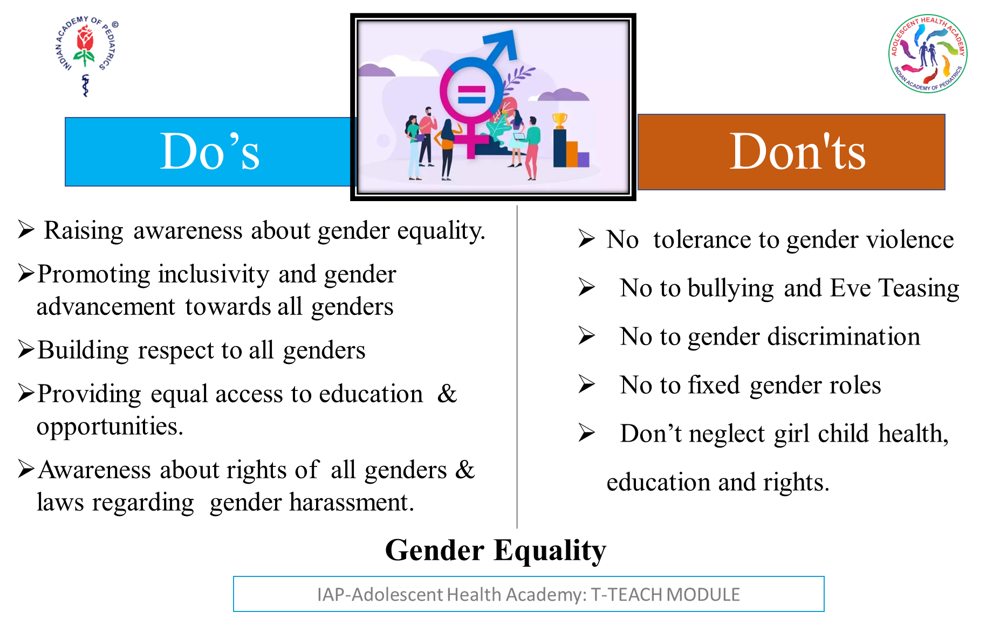 INDIAN ACADEMY OF PEDIATRICS ©
ADOLESCENT HEALTH ACADEMY
INDIAN ACADEMY OF PEDIATRICS
Do’s
Don'ts
➢ Raising awareness about gender equality.
➢Promoting inclusivity and gender
advancement towards all genders
➢Building respect to all genders
➢Providing equal access to education &
opportunities.
➢Awareness about rights of all genders &
laws regarding gender harassment.
➢ No tolerance to gender violence
➢ No to bullying and Eve Teasing
➢ No to gender discrimination
➢ No to fixed gender roles
➢ Don’t neglect girl child health,
education and rights.
Gender Equality
IAP-Adolescent Health Academy: T-TEACH MODULE